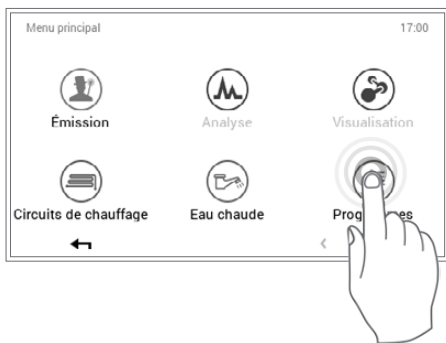 Menu principal 17:00
Émission Analyse Visualisation
Circuits de chauffage Eau chaude